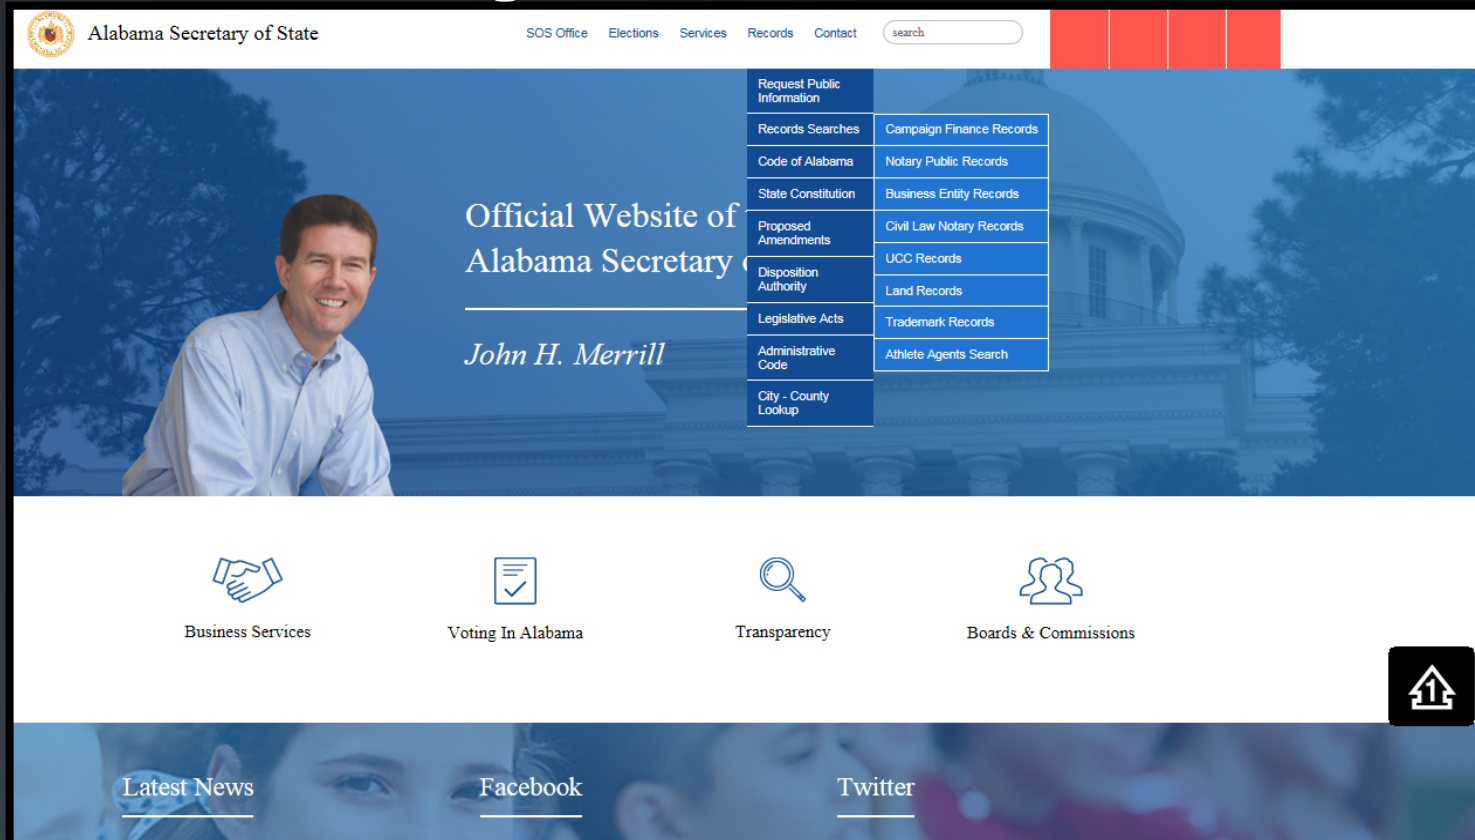 Alabama Secretary of State
SOS Office
Elections
Services
Records
Contact
search
Request Public
Information
Records Searches
Code of Alabama
State Constitution
Proposed
Amendments
Disposition
Authority
Legislative Acts
Administrative
Code
City - County
Lookup
Campaign Finance Records
Notary Public Records
Business Entity Records
Civil Law Notary Records
UCC Records
Land Records
Trademark Records
Athlete Agents Search
Official Website of
Alabama Secretary
John H. Merrill
Business Services
Voting In Alabama
Transparency
Boards & Commissions
1
Latest News
Facebook
Twitter